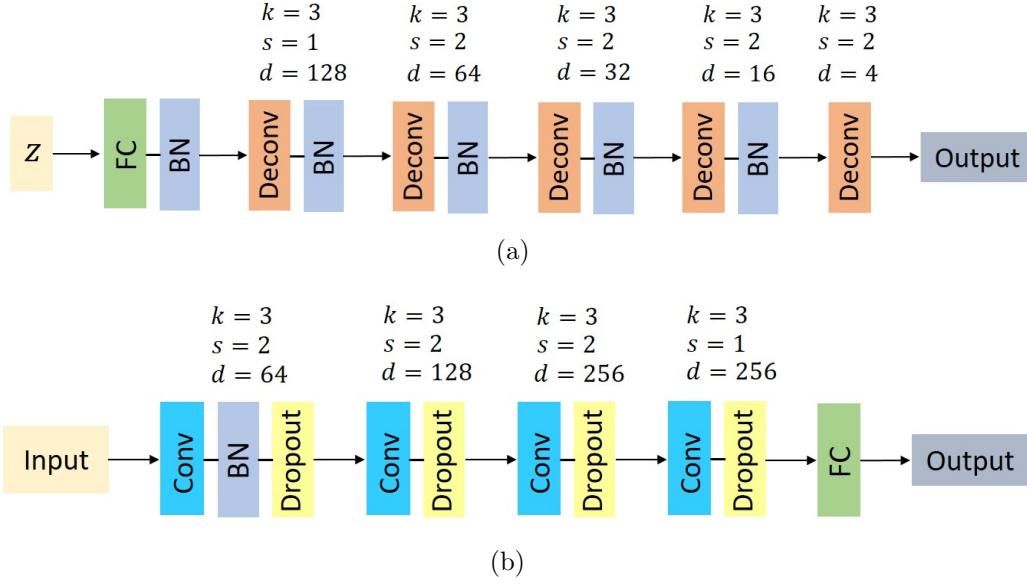 k = 3
s = 1
d = 128
k = 3
s = 2
d = 64
k = 3
s = 2
d = 32
k = 3
s = 2
d = 16
k = 3
s = 2
d = 4
z
FC
BN
Deconv
BN
Deconv
BN
Deconv
BN
Deconv
BN
Deconv
Output
(a)
k = 3
s = 2
d = 64
k = 3
s = 2
d = 128
k = 3
s = 2
d = 256
k = 3
s = 1
d = 256
Input
Conv
BN
Dropout
Conv
Dropout
Conv
Dropout
Conv
Dropout
FC
Output
(b)